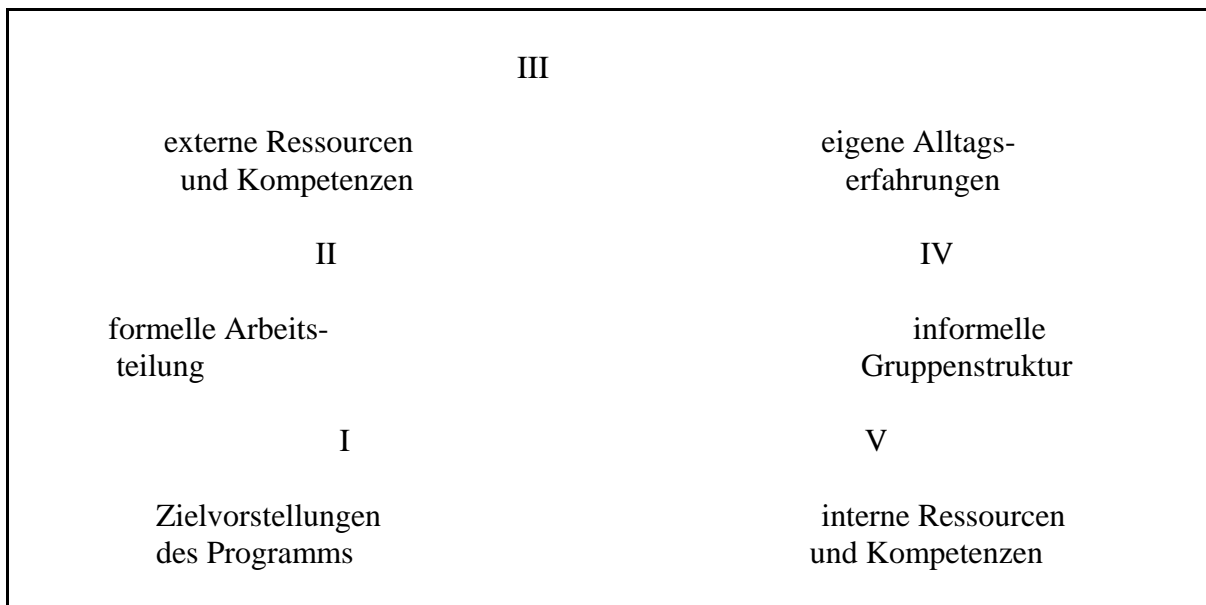 III
externe Ressourcen
und Kompetenzen
eigene Alltags-
erfahrungen
II
IV
formelle Arbeits-
teilung
informelle
Gruppenstruktur
I
V
Zielvorstellungen
des Programms
interne Ressourcen
und Kompetenzen